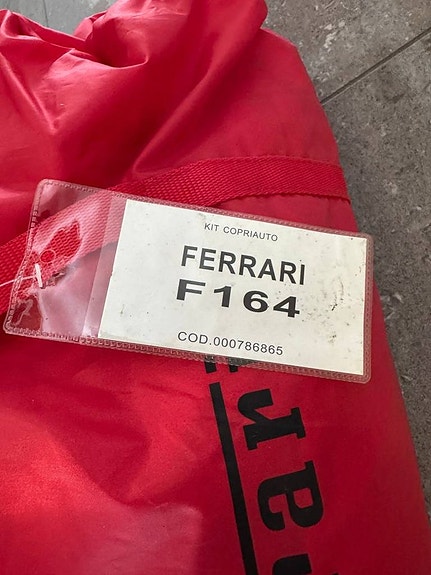 KIT COPRIAUTO
FERRARI
F164
COD.000786865